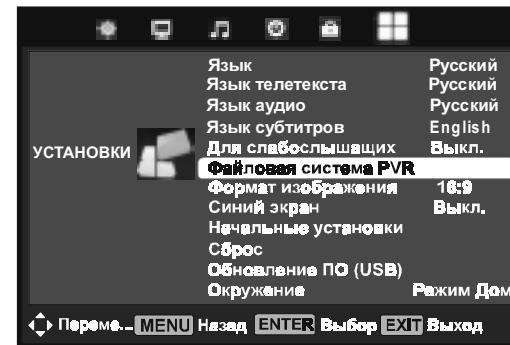 Язык Русский
Язык телетекста Русский
Язык аудио Русский
Язык субтитров English
УСТАНОВКИ
Для слабослышащих Выкл.
Файловая система PVR
Формат изображения 16:9
Синий экран Выкл.
Начальные установки
Сброс
Обновление ПО (USB)
Окружение Режим Дом
Переме... MENU Назад ENTER Выбор EXIT Выход